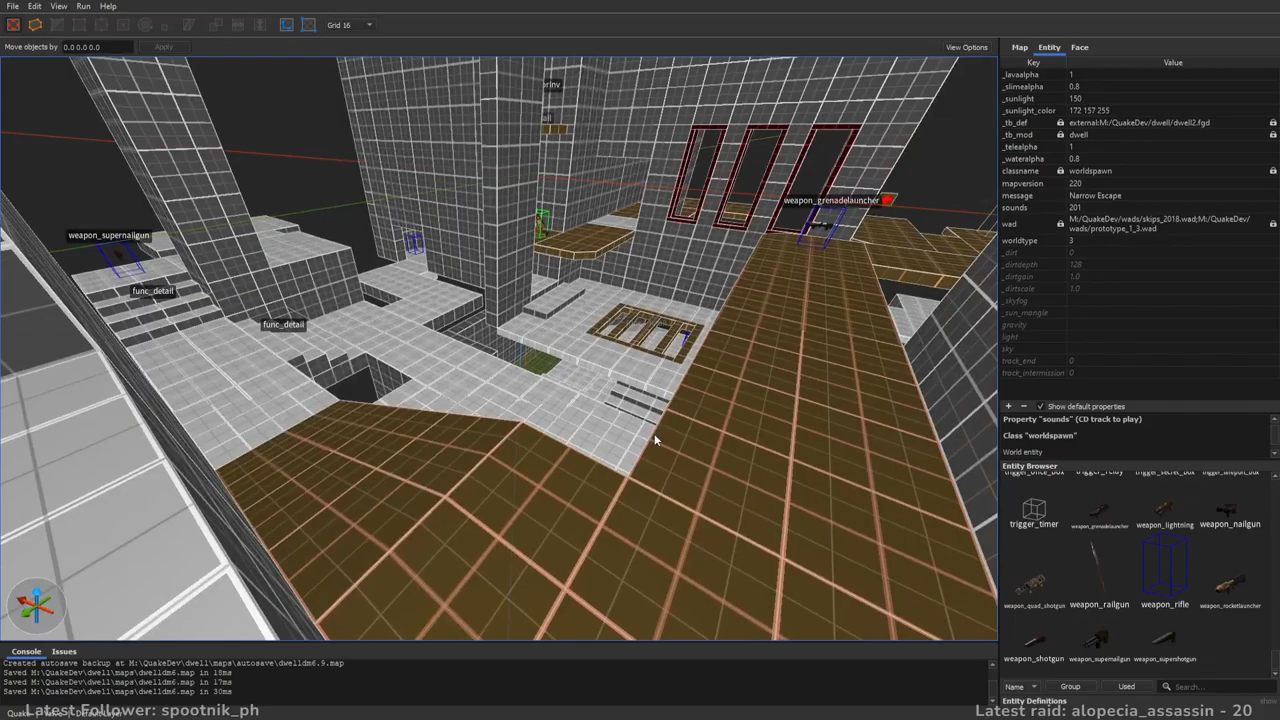 File Edit View Run Help
Grid 16
Move objects by 0.0 0.0 0.0 Apply View Options
Map Entity Face
Key Value
_lavaalpha 1
_slimealpha 0.8
_sunlight 150
_sunlight_color 172 157 255
_tb_def external:M:/QuakeDev/dwell/dwell2.fgd
_tb_mod dwell
_telealpha 1
_wateralpha 0.8
classname worldspawn
mapversion 220
message Narrow Escape
sounds 201
wad M:/QuakeDev/wads/skips_2018.wad;M:/QuakeDev/
wads/prototype_1_3.wad
worldtype 3
_dirt 0
_dirtdepth 128
_dirtgain 1.0
_dirtscale 1.0
_skyfog
_sun_mangle
gravity
light
sky
track_end 0
track_intermission 0
Show default properties
Property "sounds" (CD track to play)
Class "worldspawn"
World entity
Entity Browser
trigger_timer weapon_grenadelauncher weapon_lightning weapon_nailgun
weapon_quad_shotgun weapon_railgun weapon_rifle weapon_rocketlauncher
weapon_shotgun weapon_supernailgun weapon_supershotgun
Name Group Used Search...
Entity Definitions show
weapon_supernailgun
func_detail
func_detail
weapon_grenadelauncher
Console Issues
Created autosave backup at M:\QuakeDev\dwell\maps\autosave\dwelldm6.9.map
Saved M:\QuakeDev\dwell\maps\dwelldm6.map in 18ms
Saved M:\QuakeDev\dwell\maps\dwelldm6.map in 17ms
Saved M:\QuakeDev\dwell\maps\dwelldm6.map in 30ms
Latest Follower: spootnik_ph
Latest raid: alopecia_assassin - 20